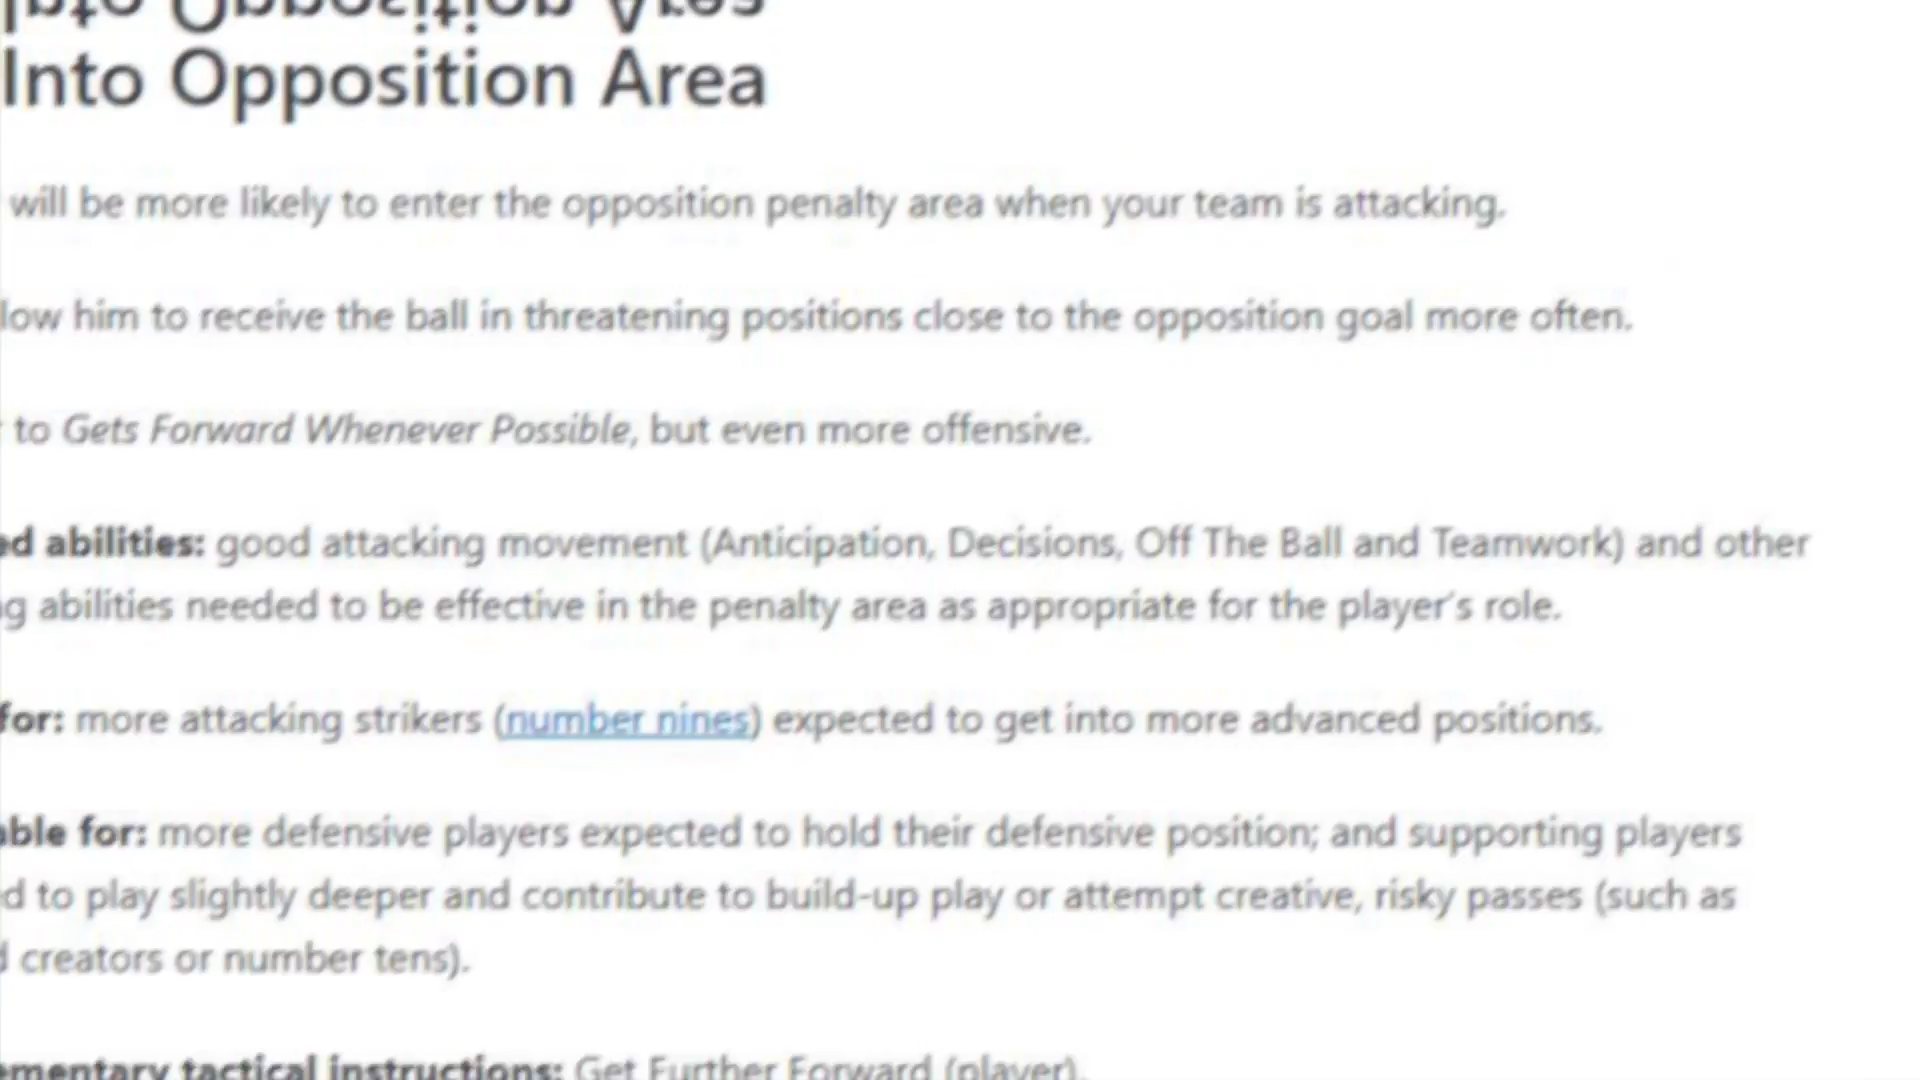 Into Opposition Area
will be more likely to enter the opposition penalty area when your team is attacking.
low him to receive the ball in threatening positions close to the opposition goal more often.
to Gets Forward Whenever Possible, but even more offensive.
ed abilities: good attacking movement (Anticipation, Decisions, Off The Ball and Teamwork) and other
g abilities needed to be effective in the penalty area as appropriate for the player's role.
for: more attacking strikers (number nines) expected to get into more advanced positions.
able for: more defensive players expected to hold their defensive position; and supporting players
d to play slightly deeper and contribute to build-up play or attempt creative, risky passes (such as
d creators or number tens).
ementary tactical instructions: Get Further Forward (player).